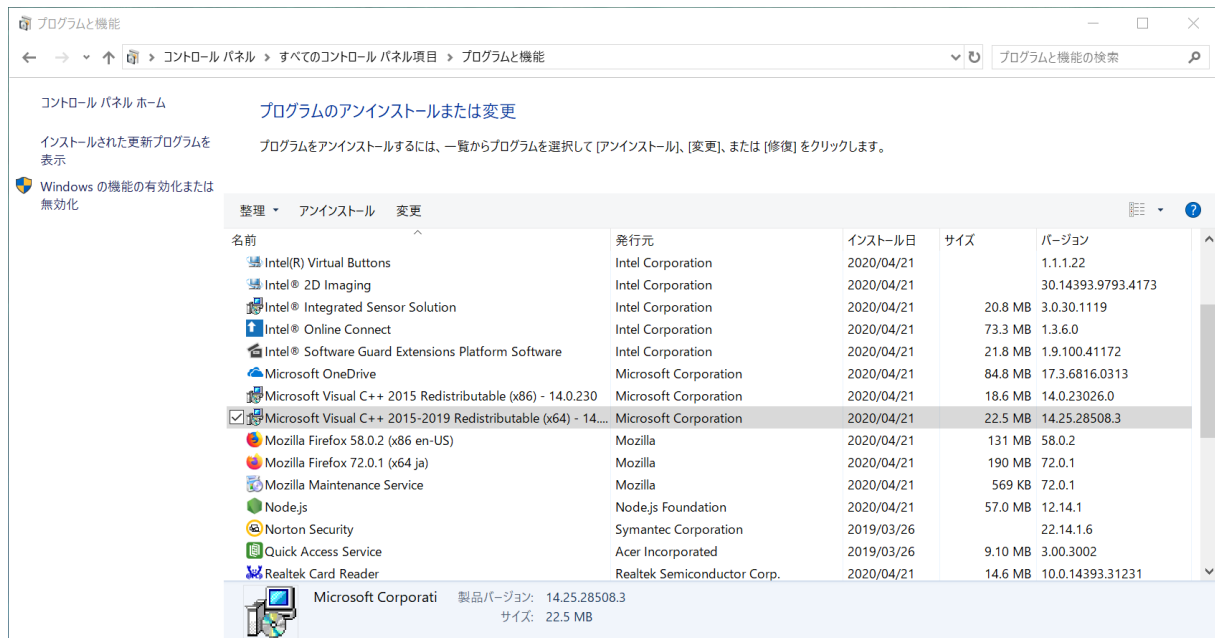 プログラムと機能
コントロール パネル > すべてのコントロール パネル項目 > プログラムと機能 プログラムと機能の検索
コントロール パネル ホーム
インストールされた更新プログラムを
表示
Windows の機能の有効化または
無効化
プログラムのアンインストールまたは変更
プログラムをアンインストールするには、一覧からプログラムを選択して [アンインストール]、[変更]、または [修復] をクリックします。
整理 アンインストール 変更
名前 発行元 インストール日 サイズ バージョン
Intel(R) Virtual Buttons Intel Corporation 2020/04/21 1.1.1.22
Intel® 2D Imaging Intel Corporation 2020/04/21 30.14393.9793.4173
Intel® Integrated Sensor Solution Intel Corporation 2020/04/21 20.8 MB 3.0.30.1119
Intel® Online Connect Intel Corporation 2020/04/21 73.3 MB 1.3.6.0
Intel® Software Guard Extensions Platform Software Intel Corporation 2020/04/21 21.8 MB 1.9.100.41172
Microsoft OneDrive Microsoft Corporation 2020/04/21 84.8 MB 17.3.6816.0313
Microsoft Visual C++ 2015 Redistributable (x86) - 14.0.230 Microsoft Corporation 2020/04/21 18.6 MB 14.0.23026.0
Microsoft Visual C++ 2015-2019 Redistributable (x64) - 14.... Microsoft Corporation 2020/04/21 22.5 MB 14.25.28508.3
Mozilla Firefox 58.0.2 (x86 en-US) Mozilla 2020/04/21 131 MB 58.0.2
Mozilla Firefox 72.0.1 (x64 ja) Mozilla 2020/04/21 190 MB 72.0.1
Mozilla Maintenance Service Mozilla 2020/04/21 569 KB 72.0.1
Node.js Node.js Foundation 2020/04/21 57.0 MB 12.14.1
Norton Security Symantec Corporation 2019/03/26 22.14.1.6
Quick Access Service Acer Incorporated 2019/03/26 9.10 MB 3.00.3002
Realtek Card Reader Realtek Semiconductor Corp. 2020/04/21 14.6 MB 10.0.14393.31231
Microsoft Corporati 製品バージョン: 14.25.28508.3
サイズ: 22.5 MB